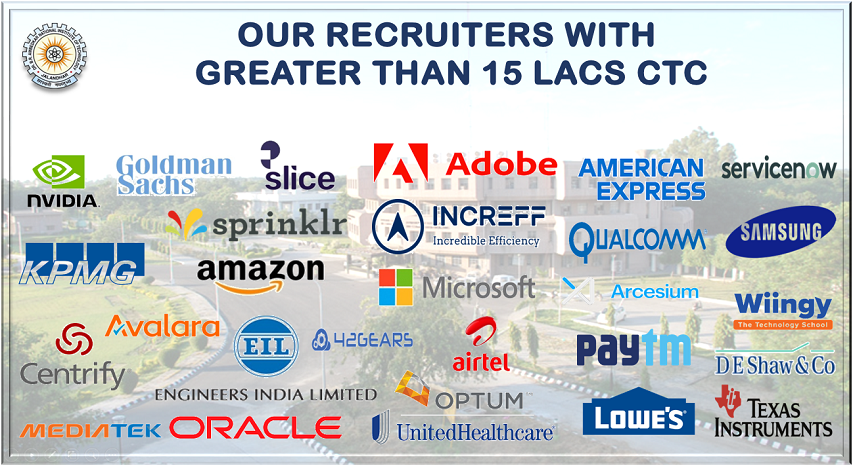 OUR RECRUITERS WITH
GREATER THAN 15 LACS CTC
JALANDHAR
NVIDIA.
Goldman
Sachs
slice
Adobe
AMERICAN
EXPRESS
servicenow
sprinklr
INCREFF
Incredible Efficiency
QUALCOMM
SAMSUNG
KPMG
amazon
Microsoft
Arcesium
Wiingy
The Technology School
Avalara
EIL
42GEARS
airtel
paytm
DE Shaw & Co
Centrify
ENGINEERS INDIA LIMITED
OPTUM™
LOWE'S
TEXAS
INSTRUMENTS
MEDIATEK
ORACLE
UnitedHealthcare